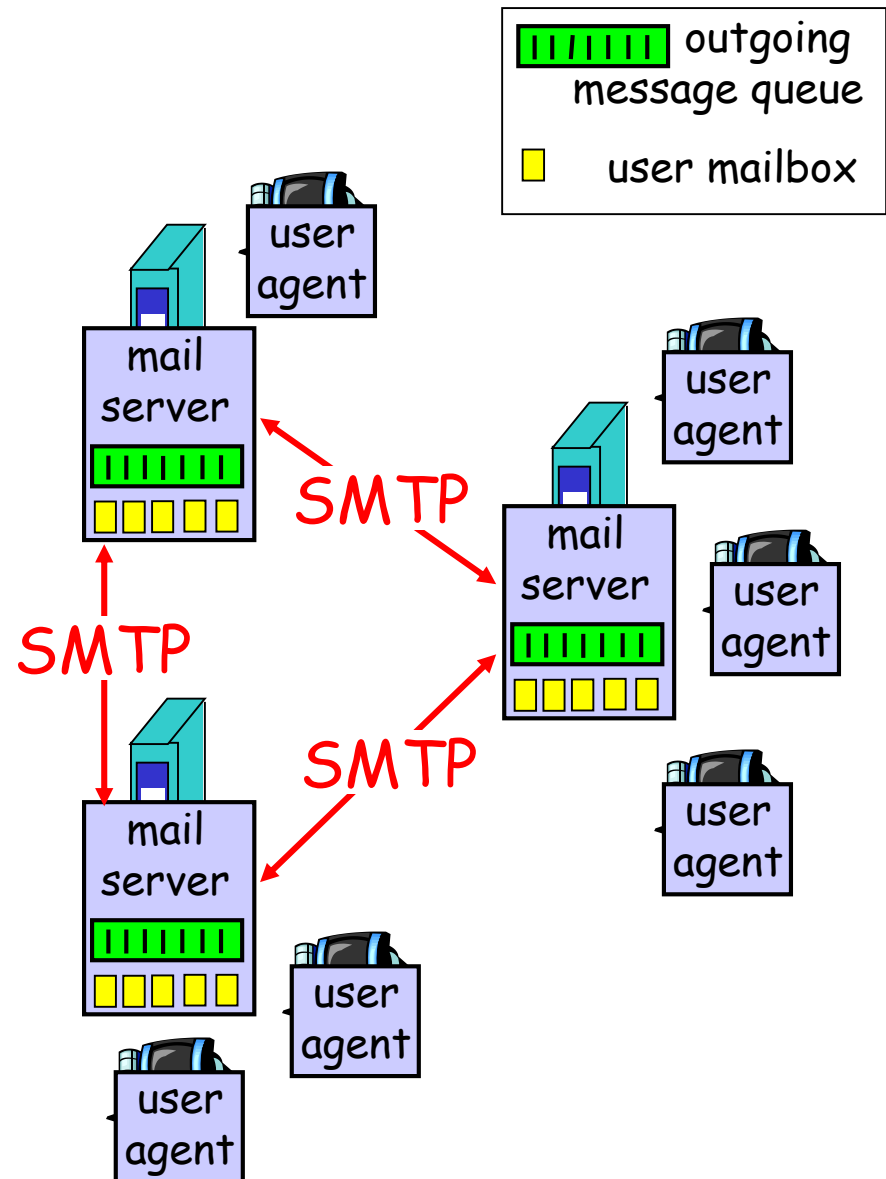 outgoing
message queue
user mailbox
user
agent
mail
server
user
agent
SMTP
mail
server
user
agent
SMTP
SMTP
user
agent
mail
server
user
agent
user
agent